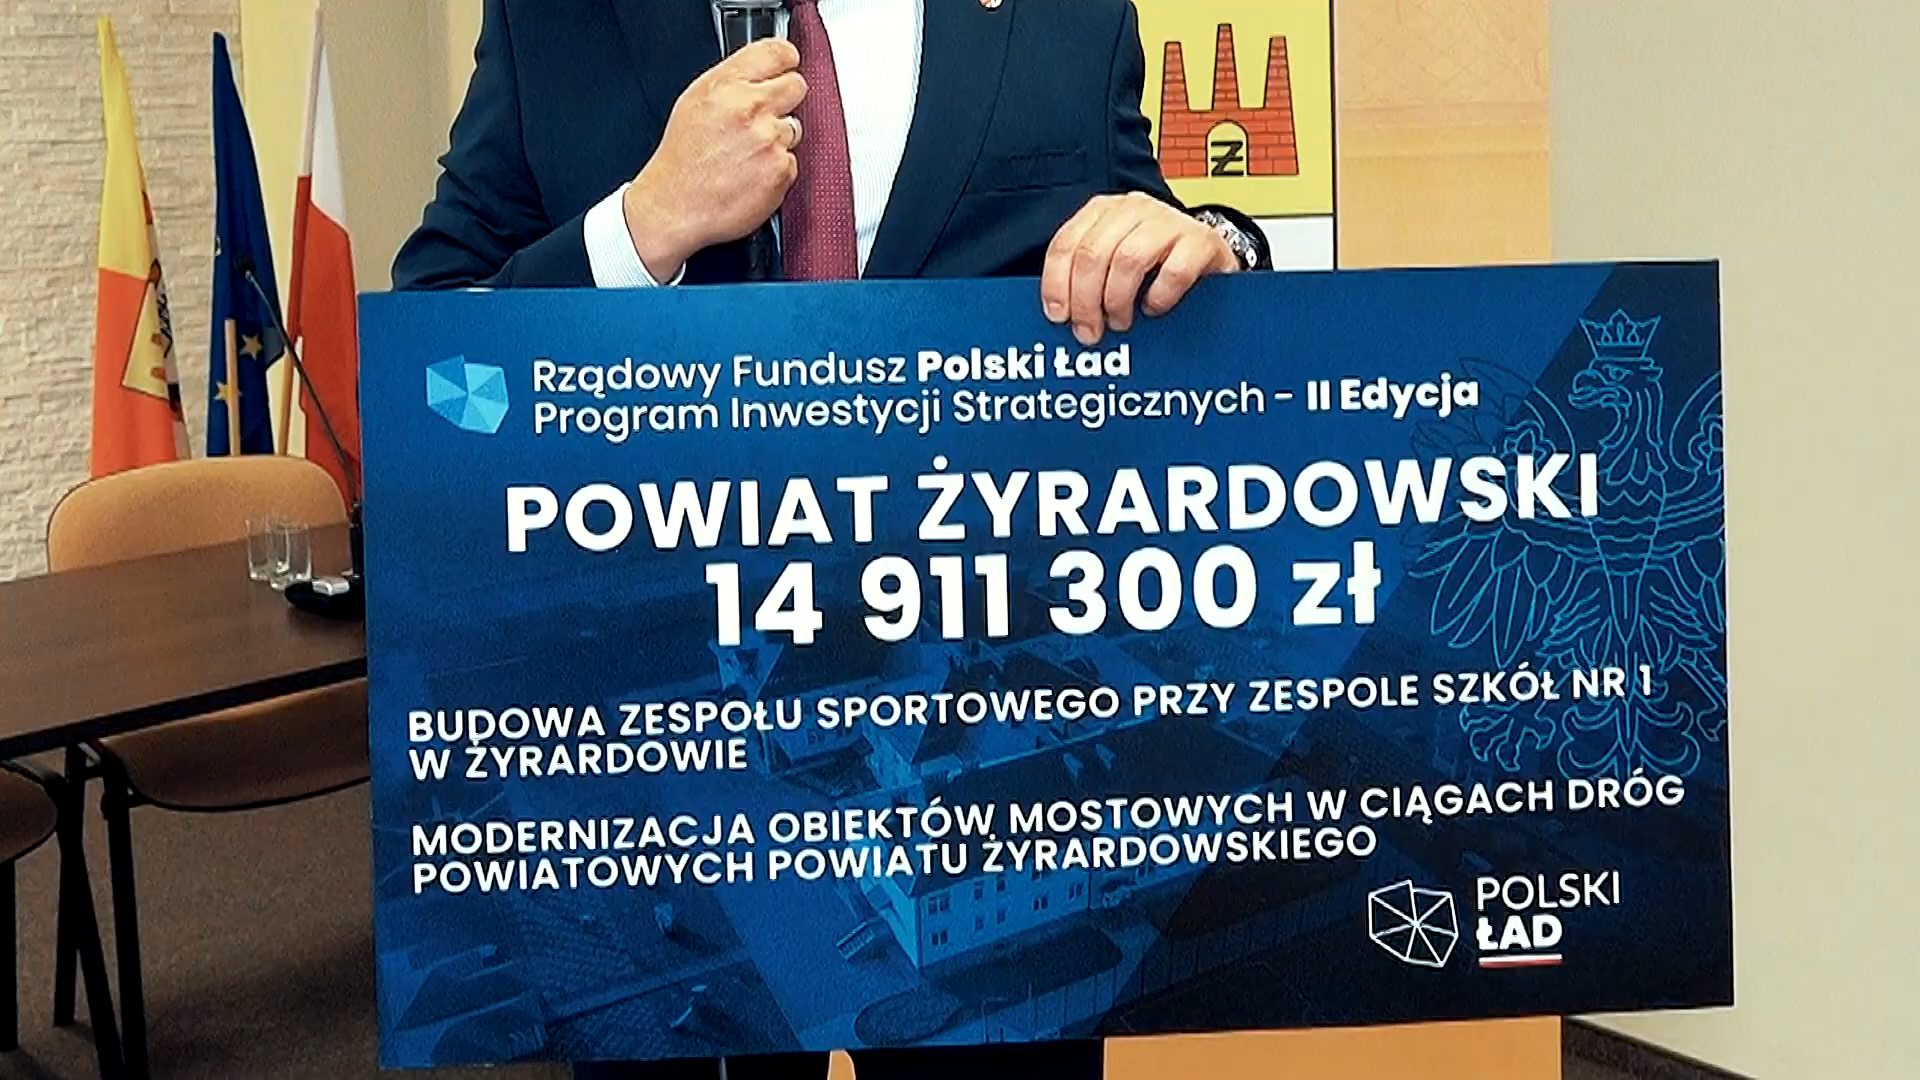 Rządowy Fundusz Polski Ład
Program Inwestycji Strategicznych - II Edycja
POWIAT ŻYRARDOWSKI
14 911 300 zł
BUDOWA ZESPOŁU SPORTOWEGO PRZY ZESPOLE SZKÓŁ NR 1
W ŻYRARDOWIE
MODERNIZACJA OBIEKTÓW MOSTOWYCH W CIĄGACH DRÓG
POWIATOWYCH POWIATU ŻYRARDOWSKIEGO
POLSKI
ŁAD